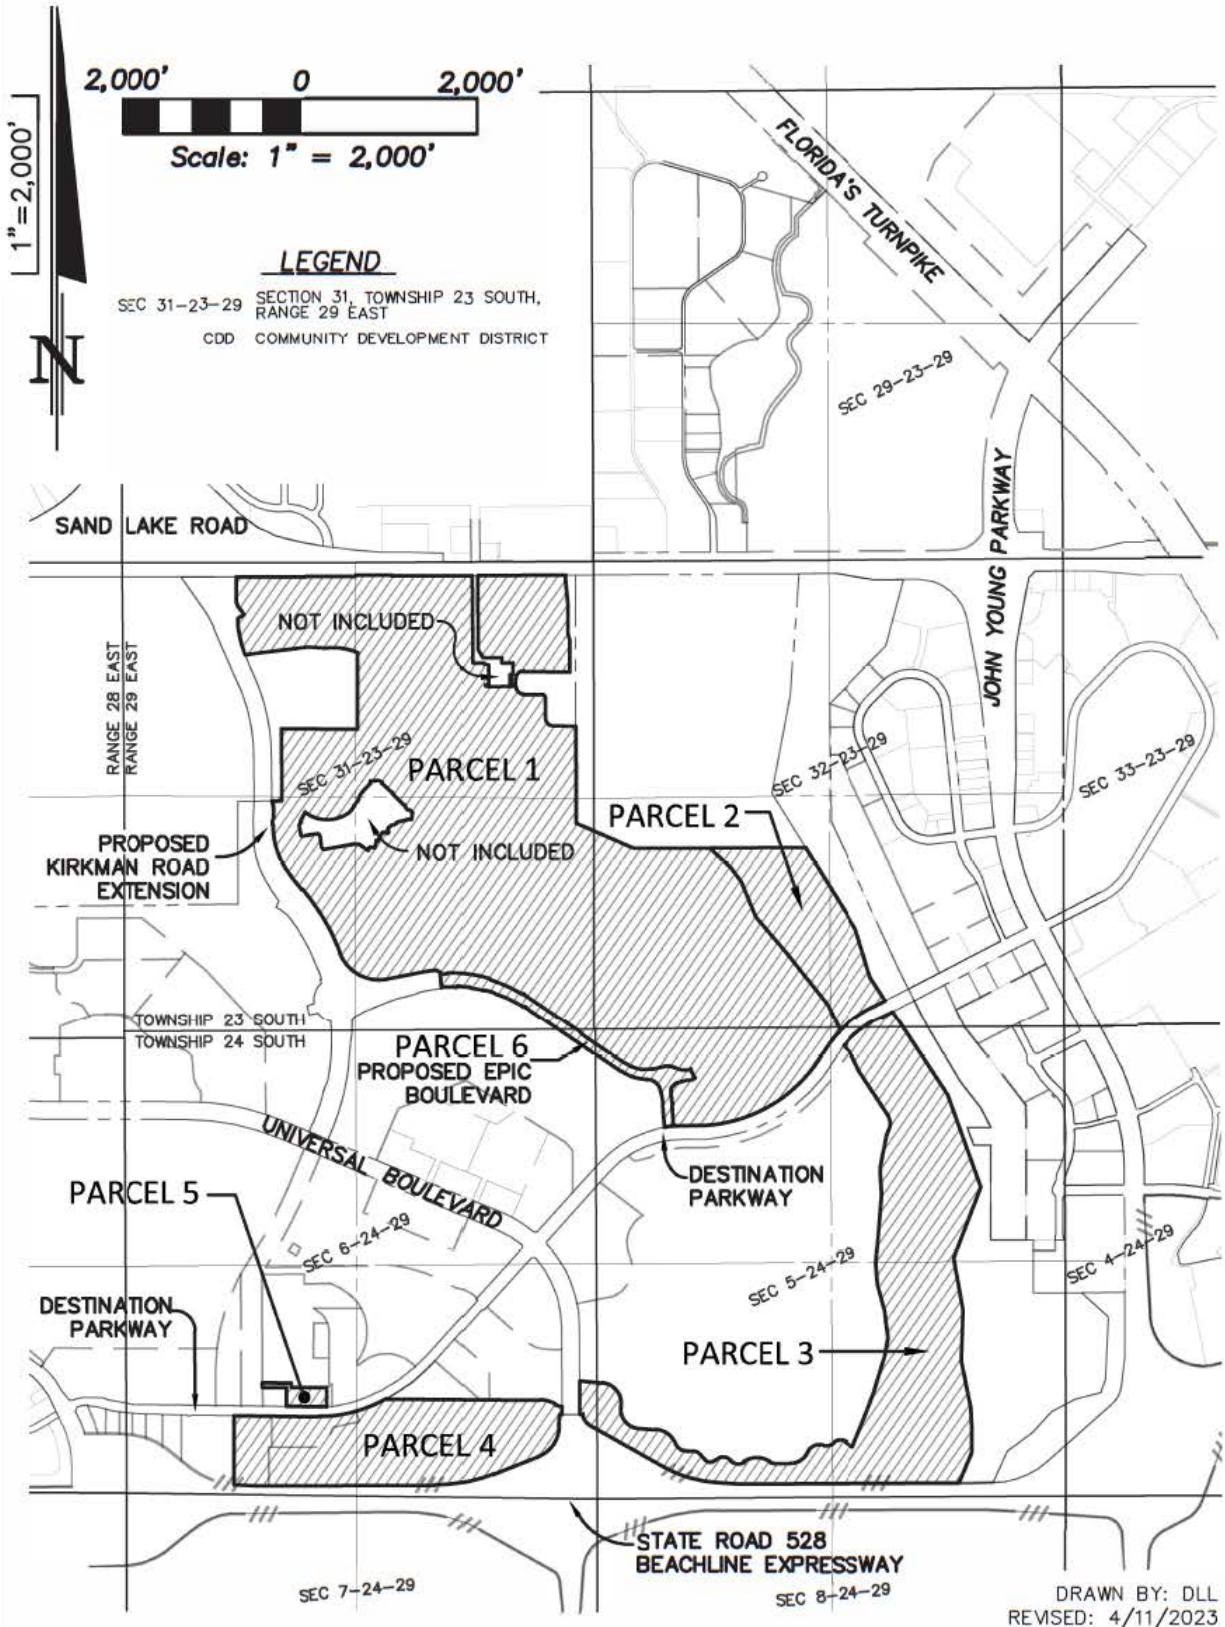 2,000' 0 2,000'
Scale: 1" = 2,000'
1"=2,000'
N
LEGEND
SEC 31-23-29 SECTION 31, TOWNSHIP 23 SOUTH,
RANGE 29 EAST
CDD COMMUNITY DEVELOPMENT DISTRICT
FLORIDA'S TURNPIKE
SEC 29-23-29
JOHN YOUNG PARKWAY
SAND LAKE ROAD
NOT INCLUDED
RANGE 28 EAST
RANGE 29 EAST
SEC 31-23-29
PARCEL 1
SEC 32-23-29
SEC 33-23-29
PARCEL 2
PROPOSED
KIRKMAN ROAD
EXTENSION
NOT INCLUDED
TOWNSHIP 23 SOUTH
TOWNSHIP 24 SOUTH
PARCEL 6
PROPOSED EPIC
BOULEVARD
UNIVERSAL BOULEVARD
DESTINATION
PARKWAY
PARCEL 5
SEC 6-24-29
SEC 5-24-29
SEC 4-24-29
DESTINATION
PARKWAY
PARCEL 3
PARCEL 4
STATE ROAD 528
BEACHLINE EXPRESSWAY
SEC 7-24-29
SEC 8-24-29
DRAWN BY: DLL
REVISED: 4/11/2023